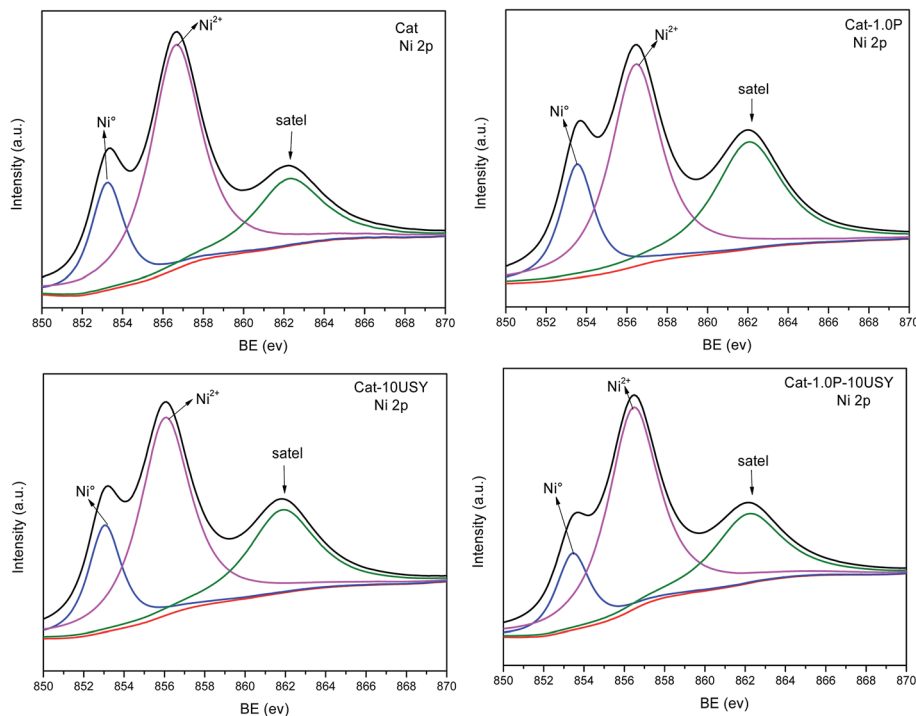 Cat
Ni 2p
Ni²⁺
Ni°
satel
Intensity (a.u.)
850 852 854 856 858 860 862 864 866 868 870
BE (ev)
Cat-1.0P
Ni 2p
Ni²⁺
Ni°
satel
Intensity (a.u.)
850 852 854 856 858 860 862 864 866 868 870
BE (ev)
Cat-10USY
Ni 2p
Ni²⁺
Ni°
satel
Intensity (a.u.)
850 852 854 856 858 860 862 864 866 868 870
BE (ev)
Cat-1.0P-10USY
Ni 2p
Ni²⁺
Ni°
satel
Intensity (a.u.)
850 852 854 856 858 860 862 864 866 868 870
BE (ev)